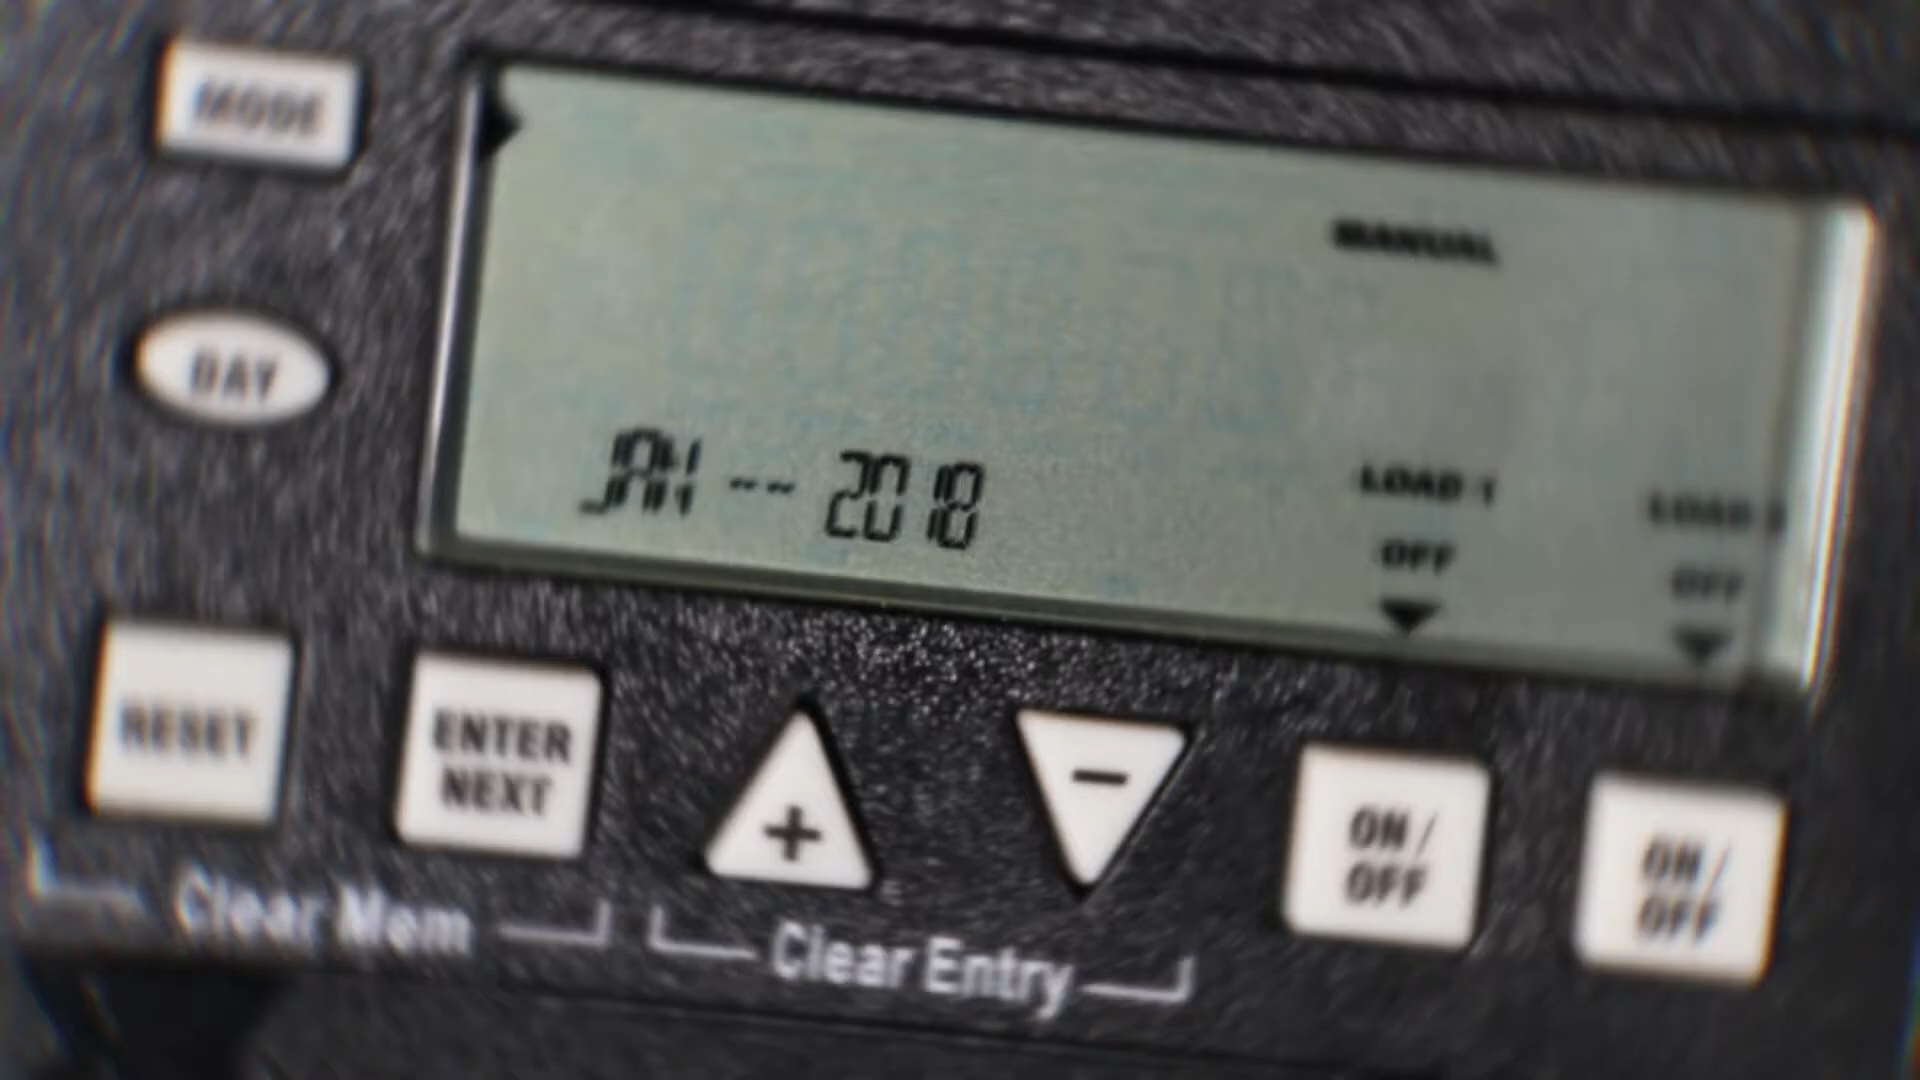 MODE
MANUAL
DAY
JAN -- 2018
LOAD 1
LOAD
OFF
OFF
RESET
ENTER
NEXT
+
−
ON/
OFF
ON/
OFF
Clear Mem
Clear Entry